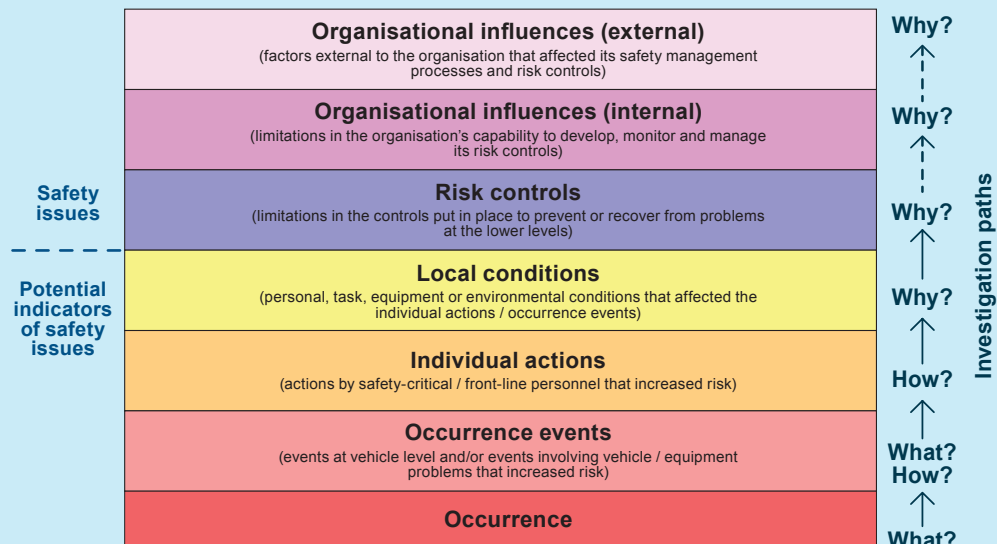 Organisational influences (external)
(factors external to the organisation that affected its safety management
processes and risk controls)
Why?
Organisational influences (internal)
(limitations in the organisation's capability to develop, monitor and manage
its risk controls)
Why?
Safety
issues
Risk controls
(limitations in the controls put in place to prevent or recover from problems
at the lower levels)
Why?
Potential
indicators
of safety
issues
Local conditions
(personal, task, equipment or environmental conditions that affected the
individual actions / occurrence events)
Why?
Individual actions
(actions by safety-critical / front-line personnel that increased risk)
How?
Occurrence events
(events at vehicle level and/or events involving vehicle / equipment
problems that increased risk)
What?
How?
Occurrence
What?
Investigation paths